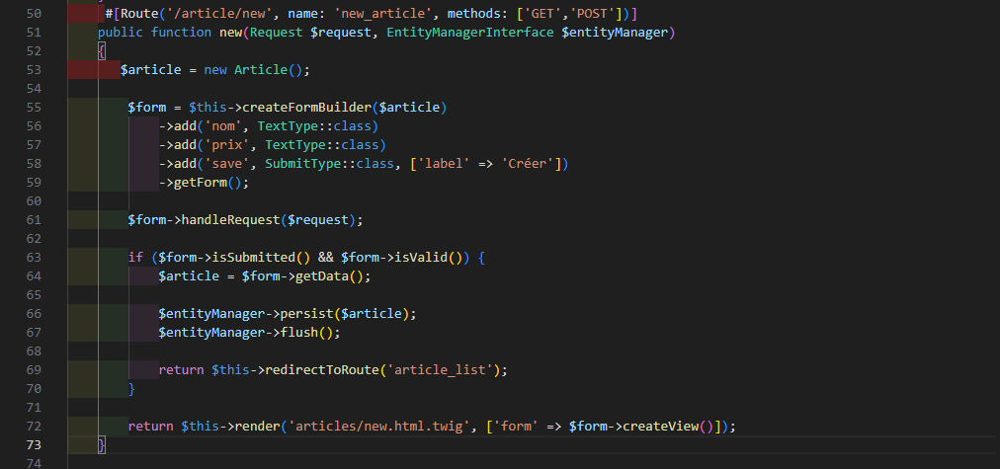 50 #[Route('/article/new', name: 'new_article', methods: ['GET','POST'])]
51 public function new(Request $request, EntityManagerInterface $entityManager)
52 {
53 $article = new Article();
54
55 $form = $this->createFormBuilder($article)
56 ->add('nom', TextType::class)
57 ->add('prix', TextType::class)
58 ->add('save', SubmitType::class, ['label' => 'Créer'])
59 ->getForm();
60
61 $form->handleRequest($request);
62
63 if ($form->isSubmitted() && $form->isValid()) {
64 $article = $form->getData();
65
66 $entityManager->persist($article);
67 $entityManager->flush();
68
69 return $this->redirectToRoute('article_list');
70 }
71
72 return $this->render('articles/new.html.twig', ['form' => $form->createView()]);
73 }
74